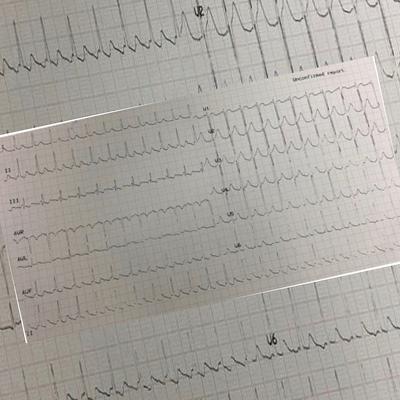 V2
Unconfirmed report.
V1
II
V2
III
V3
aVR
V4
aVL
V5
aVF
V6
V6